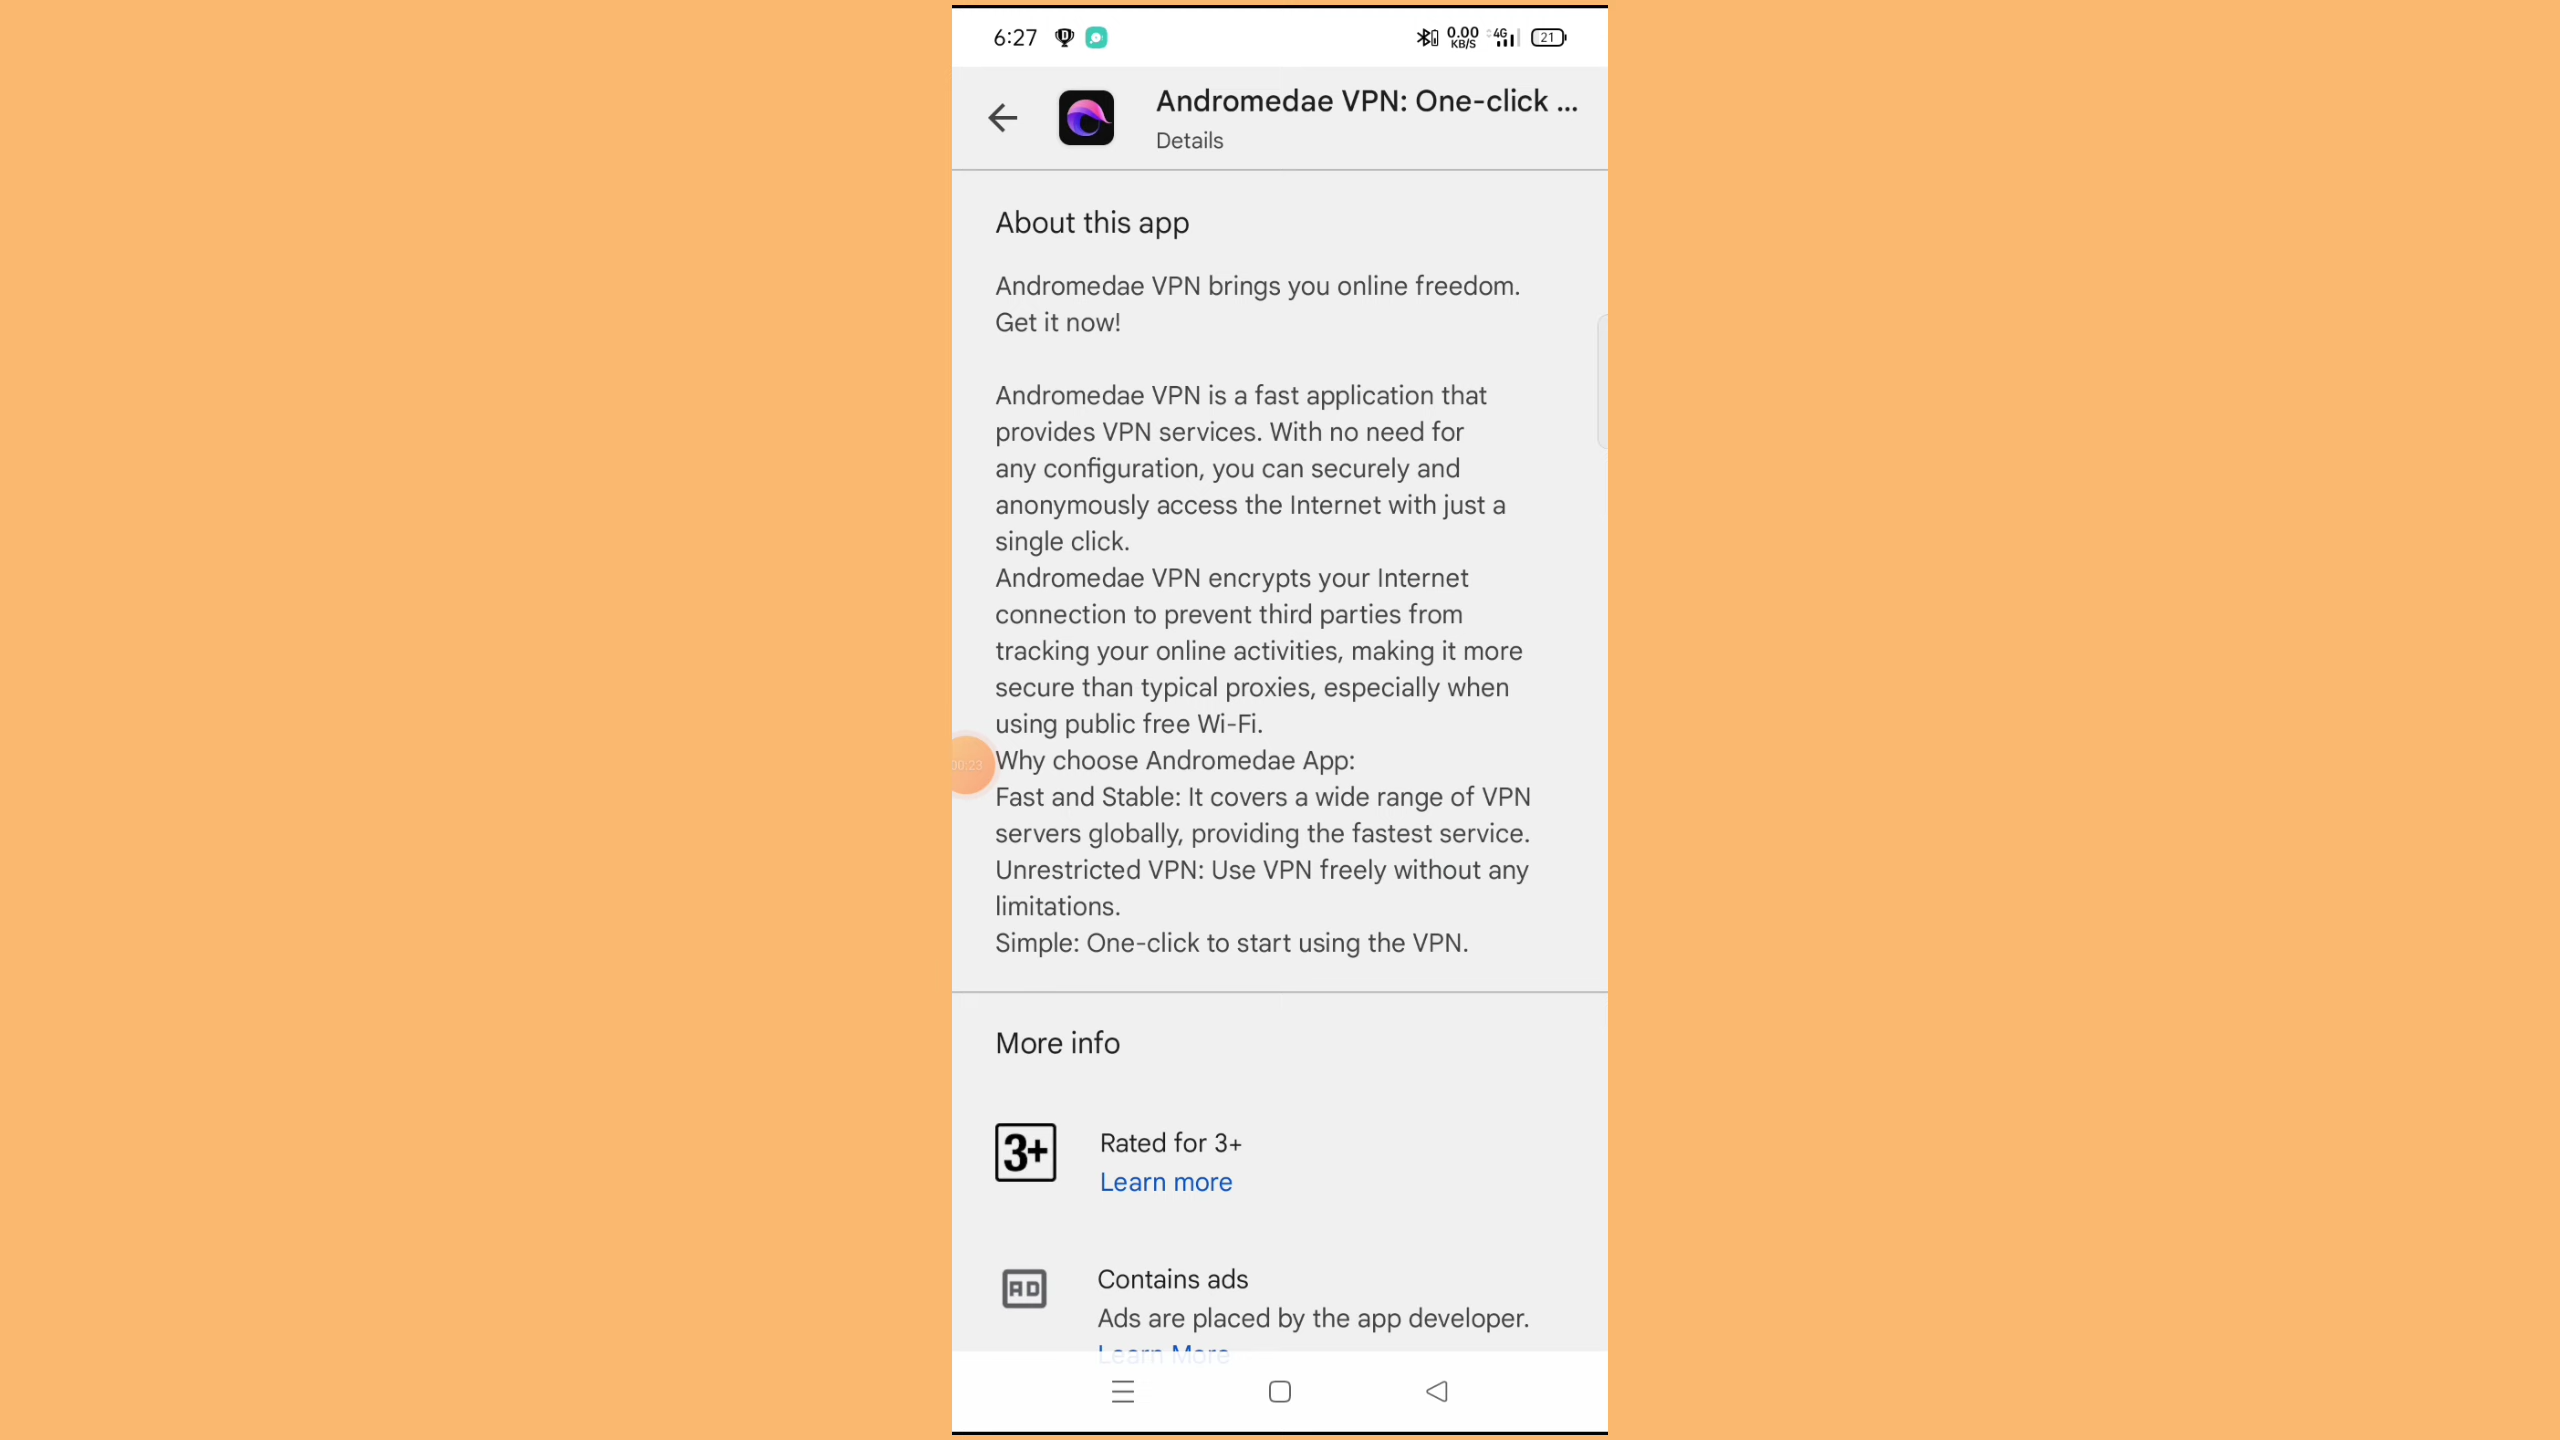 6:27
0.00
KB/S
4G
21
Andromedae VPN: One-click ...
Details
About this app
Andromedae VPN brings you online freedom.
Get it now!
Andromedae VPN is a fast application that
provides VPN services. With no need for
any configuration, you can securely and
anonymously access the Internet with just a
single click.
Andromedae VPN encrypts your Internet
connection to prevent third parties from
tracking your online activities, making it more
secure than typical proxies, especially when
using public free Wi-Fi.
00:23
Why choose Andromedae App:
Fast and Stable: It covers a wide range of VPN
servers globally, providing the fastest service.
Unrestricted VPN: Use VPN freely without any
limitations.
Simple: One-click to start using the VPN.
More info
3+
Rated for 3+
Learn more
AD
Contains ads
Ads are placed by the app developer.
Learn More